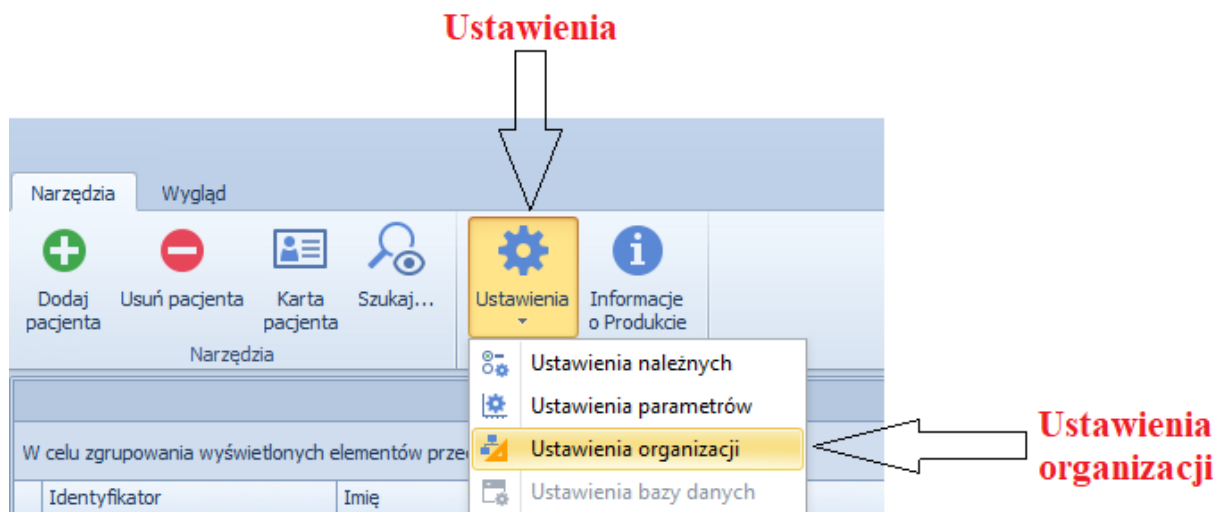 Ustawienia
Narzędzia Wygląd
Dodaj pacjenta
Usuń pacjenta
Karta pacjenta
Szukaj...
Ustawienia
Informacje o Produkcie
Narzędzia
Ustawienia należnych
Ustawienia parametrów
Ustawienia organizacji
Ustawienia
organizacji
W celu zgrupowania wyświetlonych elementów
Ustawienia bazy danych
Identyfikator Imię